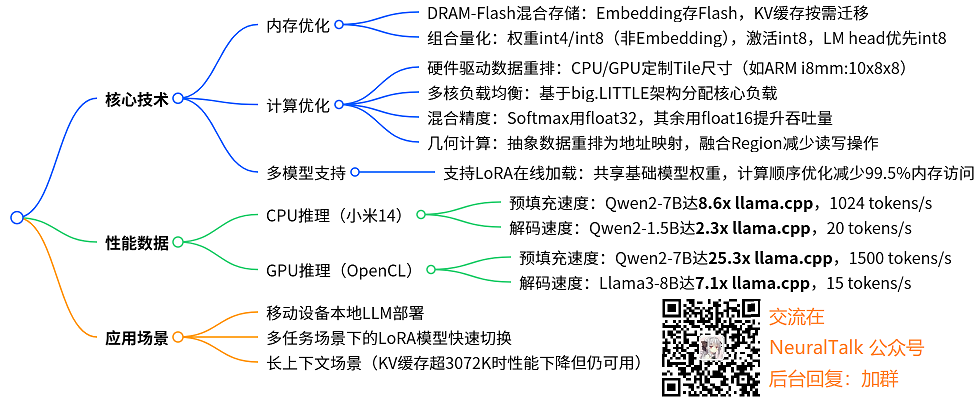 核心技术
内存优化
DRAM-Flash混合存储：Embedding存Flash，KV缓存按需迁移
组合量化：权重int4/int8（非Embedding），激活int8，LM head优先int8
计算优化
硬件驱动数据重排：CPU/GPU定制Tile尺寸（如ARM i8mm:10x8x8）
多核负载均衡：基于big.LITTLE架构分配核心负载
混合精度：Softmax用float32，其余用float16提升吞吐量
几何计算：抽象数据重排为地址映射，融合Region减少读写操作
多模型支持
支持LoRA在线加载：共享基础模型权重，计算顺序优化减少99.5%内存访问
性能数据
CPU推理（小米14）
预填充速度：Qwen2-7B达8.6x llama.cpp，1024 tokens/s
解码速度：Qwen2-1.5B达2.3x llama.cpp，20 tokens/s
GPU推理（OpenCL）
预填充速度：Qwen2-7B达25.3x llama.cpp，1500 tokens/s
解码速度：Llama3-8B达7.1x llama.cpp，15 tokens/s
应用场景
移动设备本地LLM部署
多任务场景下的LoRA模型快速切换
长上下文场景（KV缓存超3072K时性能下降但仍可用）
交流在
NeuralTalk 公众号
后台回复：加群